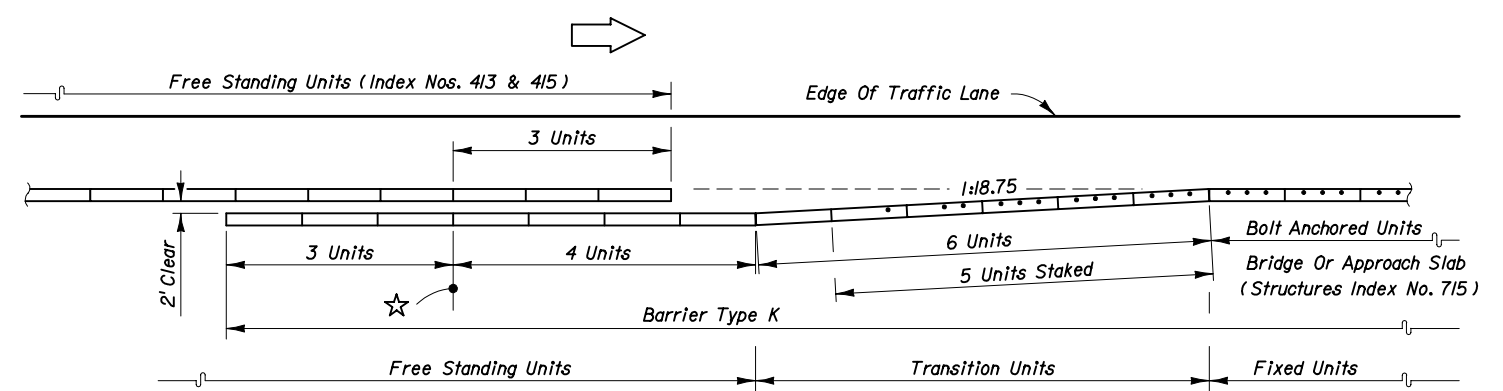 Free Standing Units (Index Nos. 413 & 415)
Edge Of Traffic Lane
3 Units
1:18.75
2' Clear
3 Units
4 Units
6 Units
5 Units Staked
Bolt Anchored Units
Bridge Or Approach Slab
(Structures Index No. 715)
Barrier Type K
Free Standing Units
Transition Units
Fixed Units